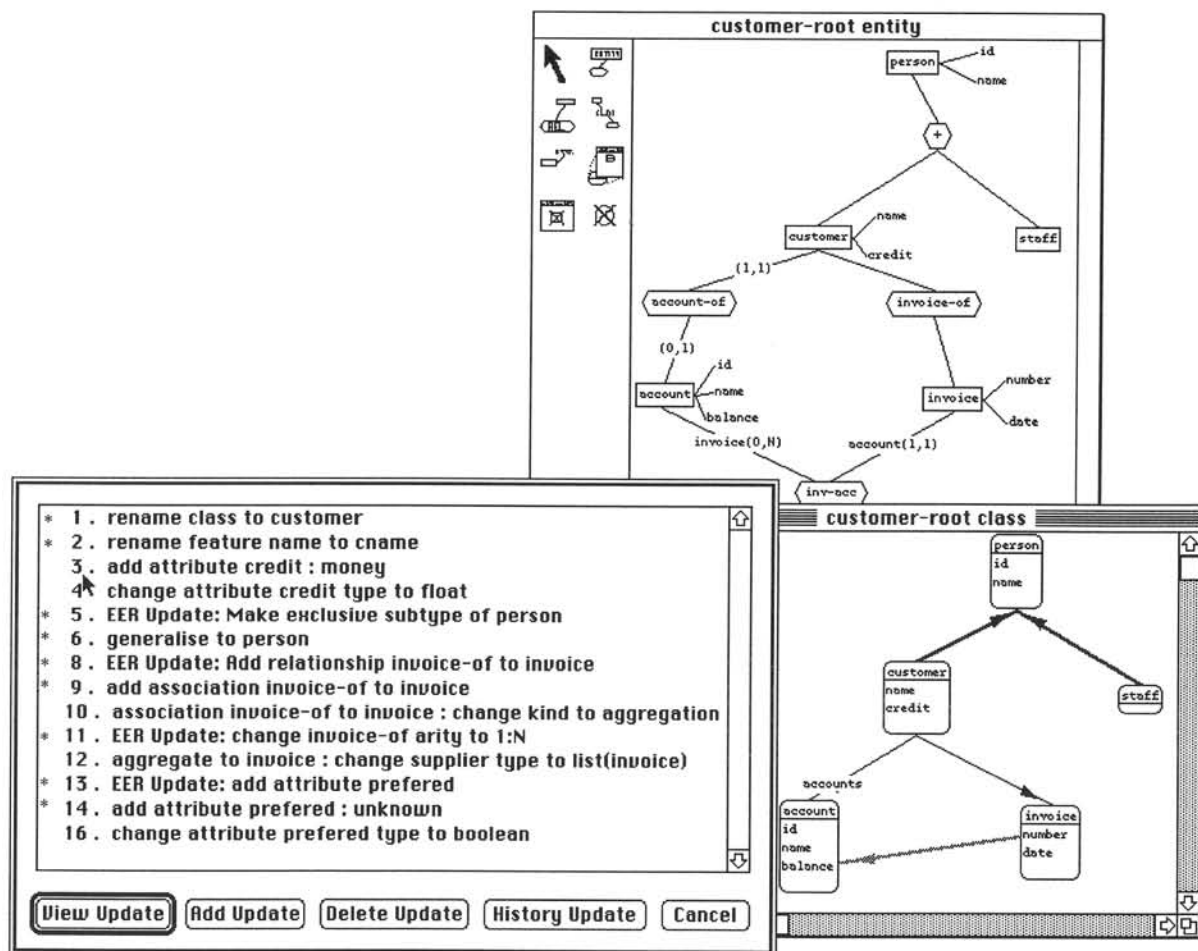 customer-root entity
person
id
name
+
customer
name
credit
staff
(1,1)
account-of
invoice-of
(0,1)
account
id
name
balance
invoice
number
date
invoice(0,N)
account(1,1)
inv-acc
* 1. rename class to customer
* 2. rename feature name to cname
3. add attribute credit : money
4. change attribute credit type to float
* 5. EER Update: Make exclusive subtype of person
* 6. generalise to person
* 8. EER Update: Add relationship invoice-of to invoice
* 9. add association invoice-of to invoice
10. association invoice-of to invoice : change kind to aggregation
* 11. EER Update: change invoice-of arity to 1:N
12. aggregate to invoice : change supplier type to list(invoice)
* 13. EER Update: add attribute prefered
* 14. add attribute prefered : unknown
16. change attribute prefered type to boolean
View Update
Add Update
Delete Update
History Update
Cancel
customer-root class
person
id
name
customer
name
credit
staff
accounts
account
id
name
balance
invoice
number
date